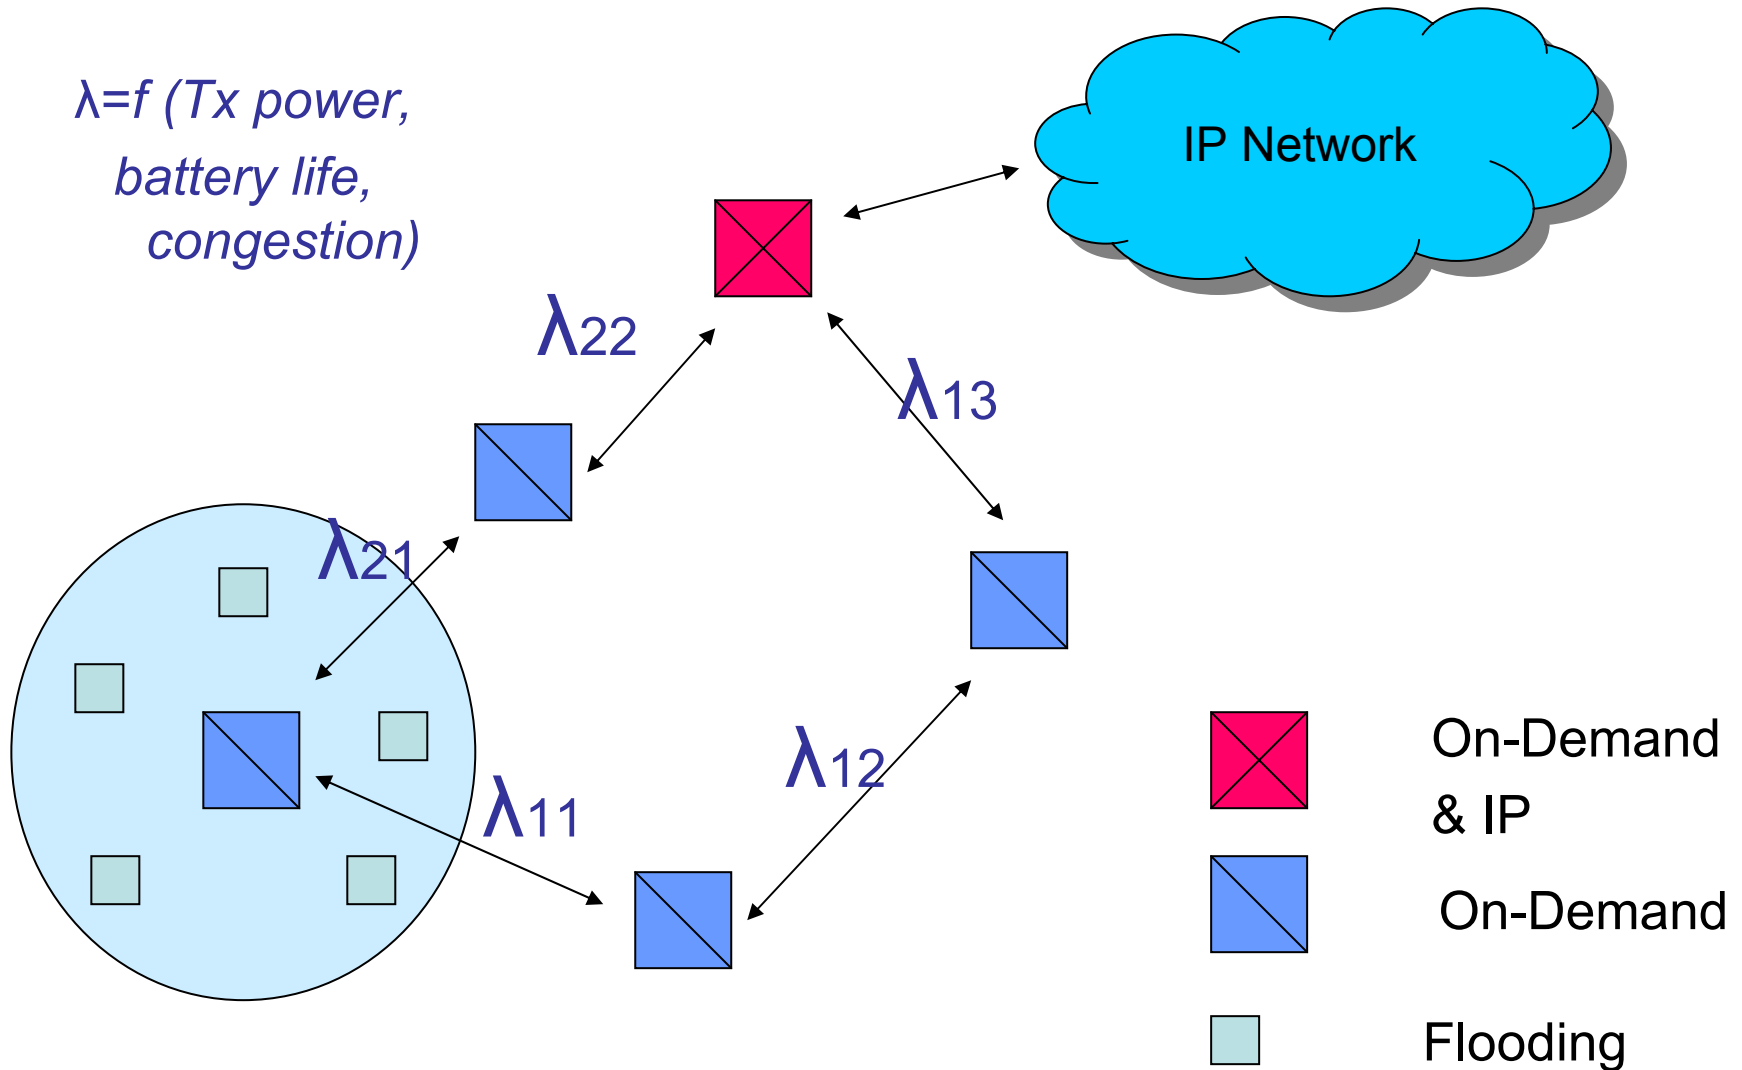 λ=f (Tx power,
battery life,
congestion)
IP Network
λ22
λ13
λ21
λ12
λ11
On-Demand
& IP
On-Demand
Flooding